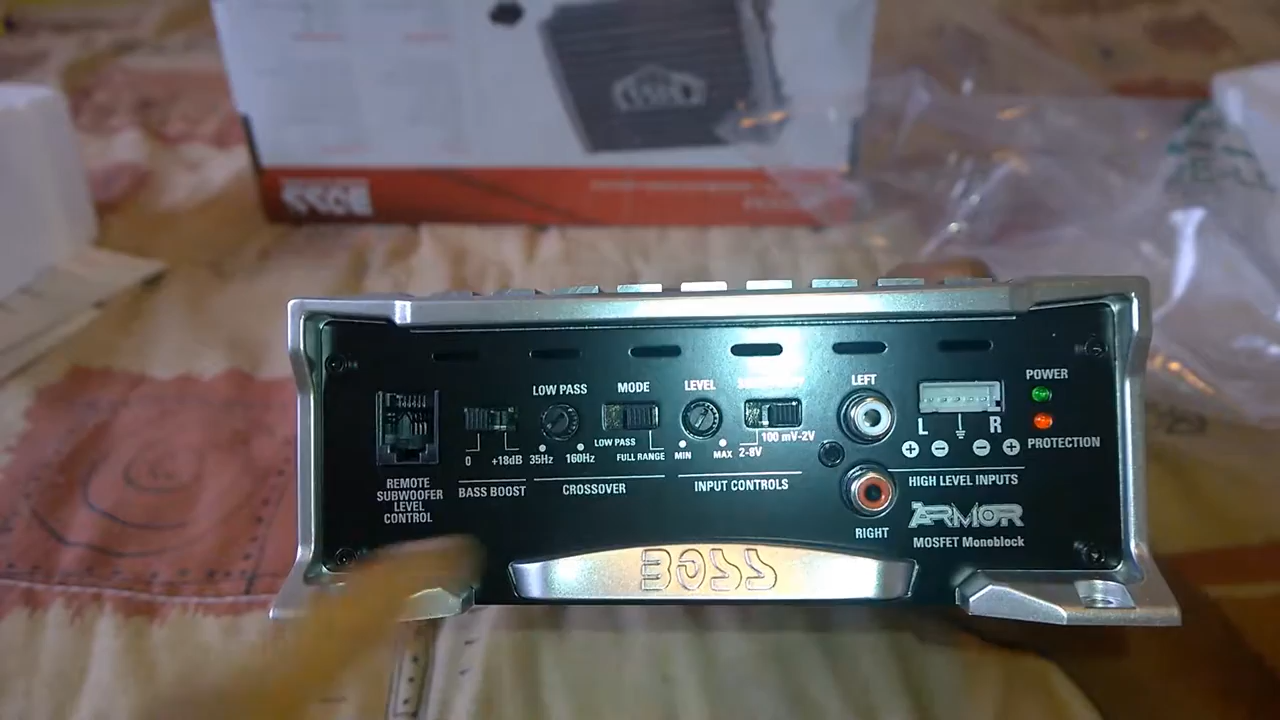 BOSS
LOW PASS
MODE
LEVEL
LEFT
POWER
0
+18dB
35Hz
160Hz
LOW PASS
FULL RANGE
MIN
MAX
2-8V
100 mV-2V
L
R
PROTECTION
REMOTE
SUBWOOFER
LEVEL
CONTROL
BASS BOOST
CROSSOVER
INPUT CONTROLS
HIGH LEVEL INPUTS
RIGHT
ARMOR
MOSFET Monoblock
BOSS